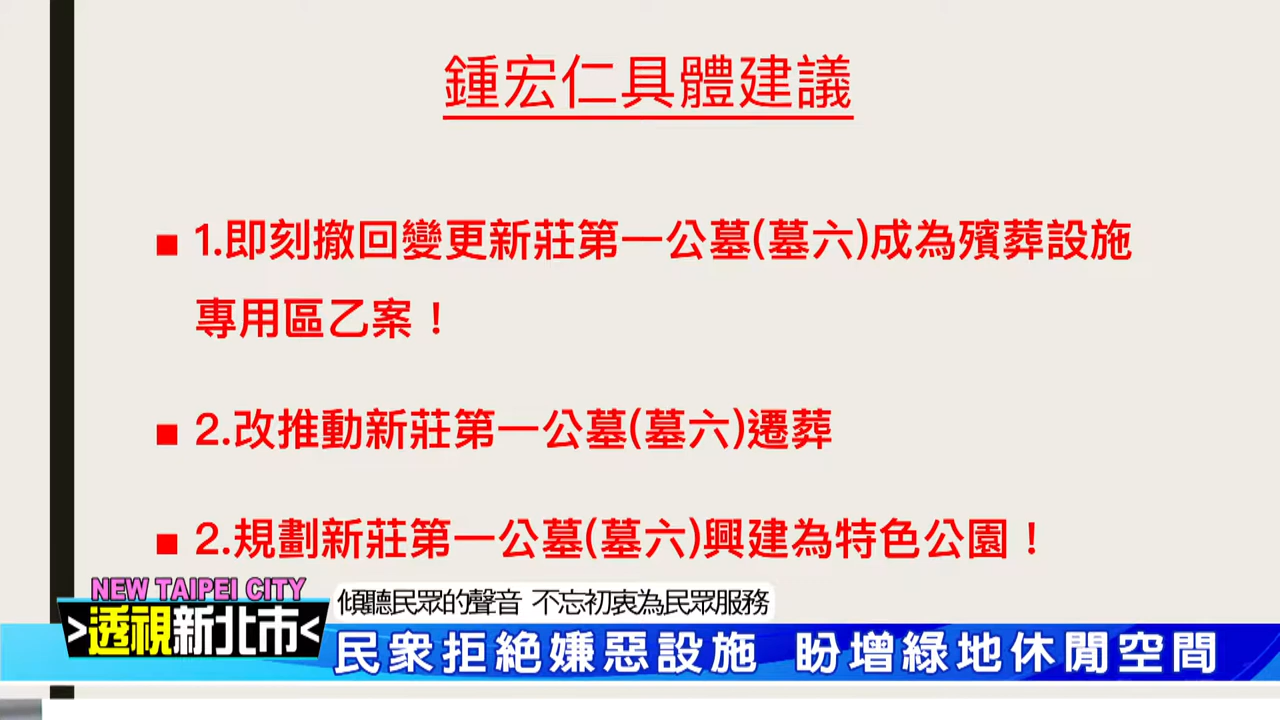 鍾宏仁具體建議
■ 1.即刻撤回變更新莊第一公墓(墓六)成為殯葬設施
專用區乙案！
■ 2.改推動新莊第一公墓(墓六)遷葬
■ 2.規劃新莊第一公墓(墓六)興建為特色公園！
NEW TAIPEI CITY
>透視新北市<
傾聽民眾的聲音 不忘初衷為民眾服務
民衆拒絕嫌惡設施 盼增綠地休閒空間